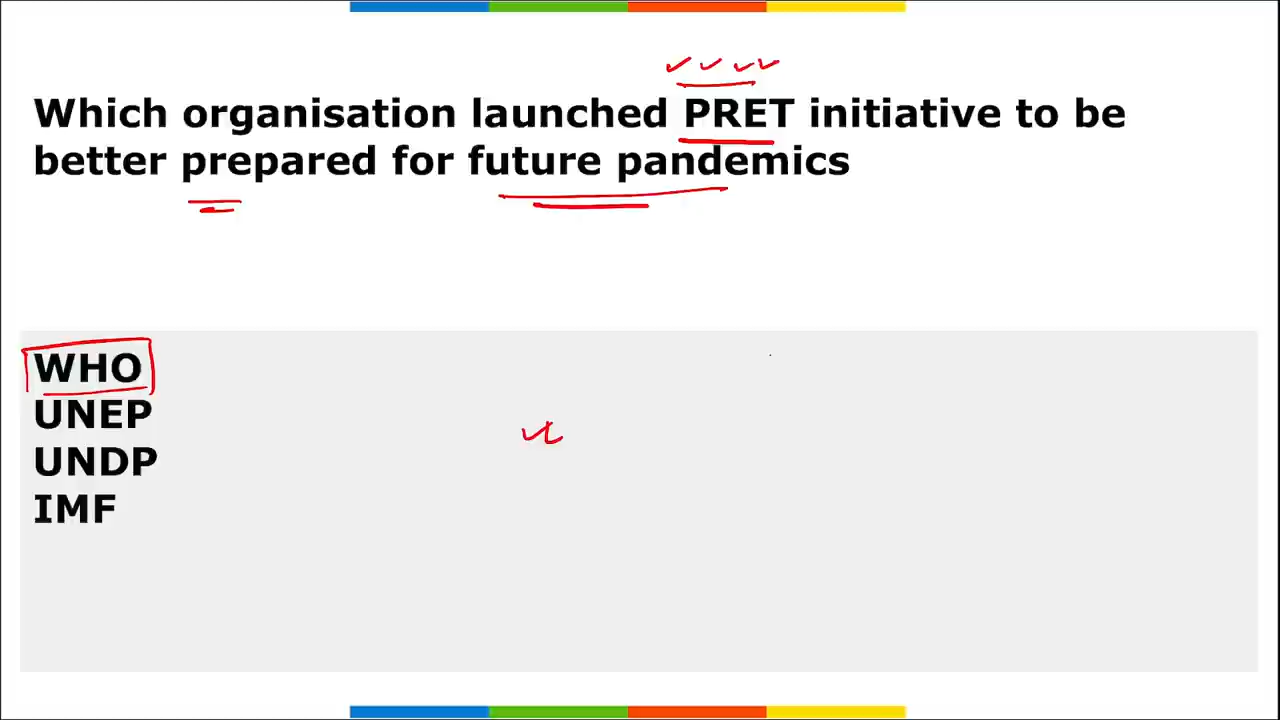 Which organisation launched PRET initiative to be
better prepared for future pandemics
WHO
UNEP
UNDP
IMF